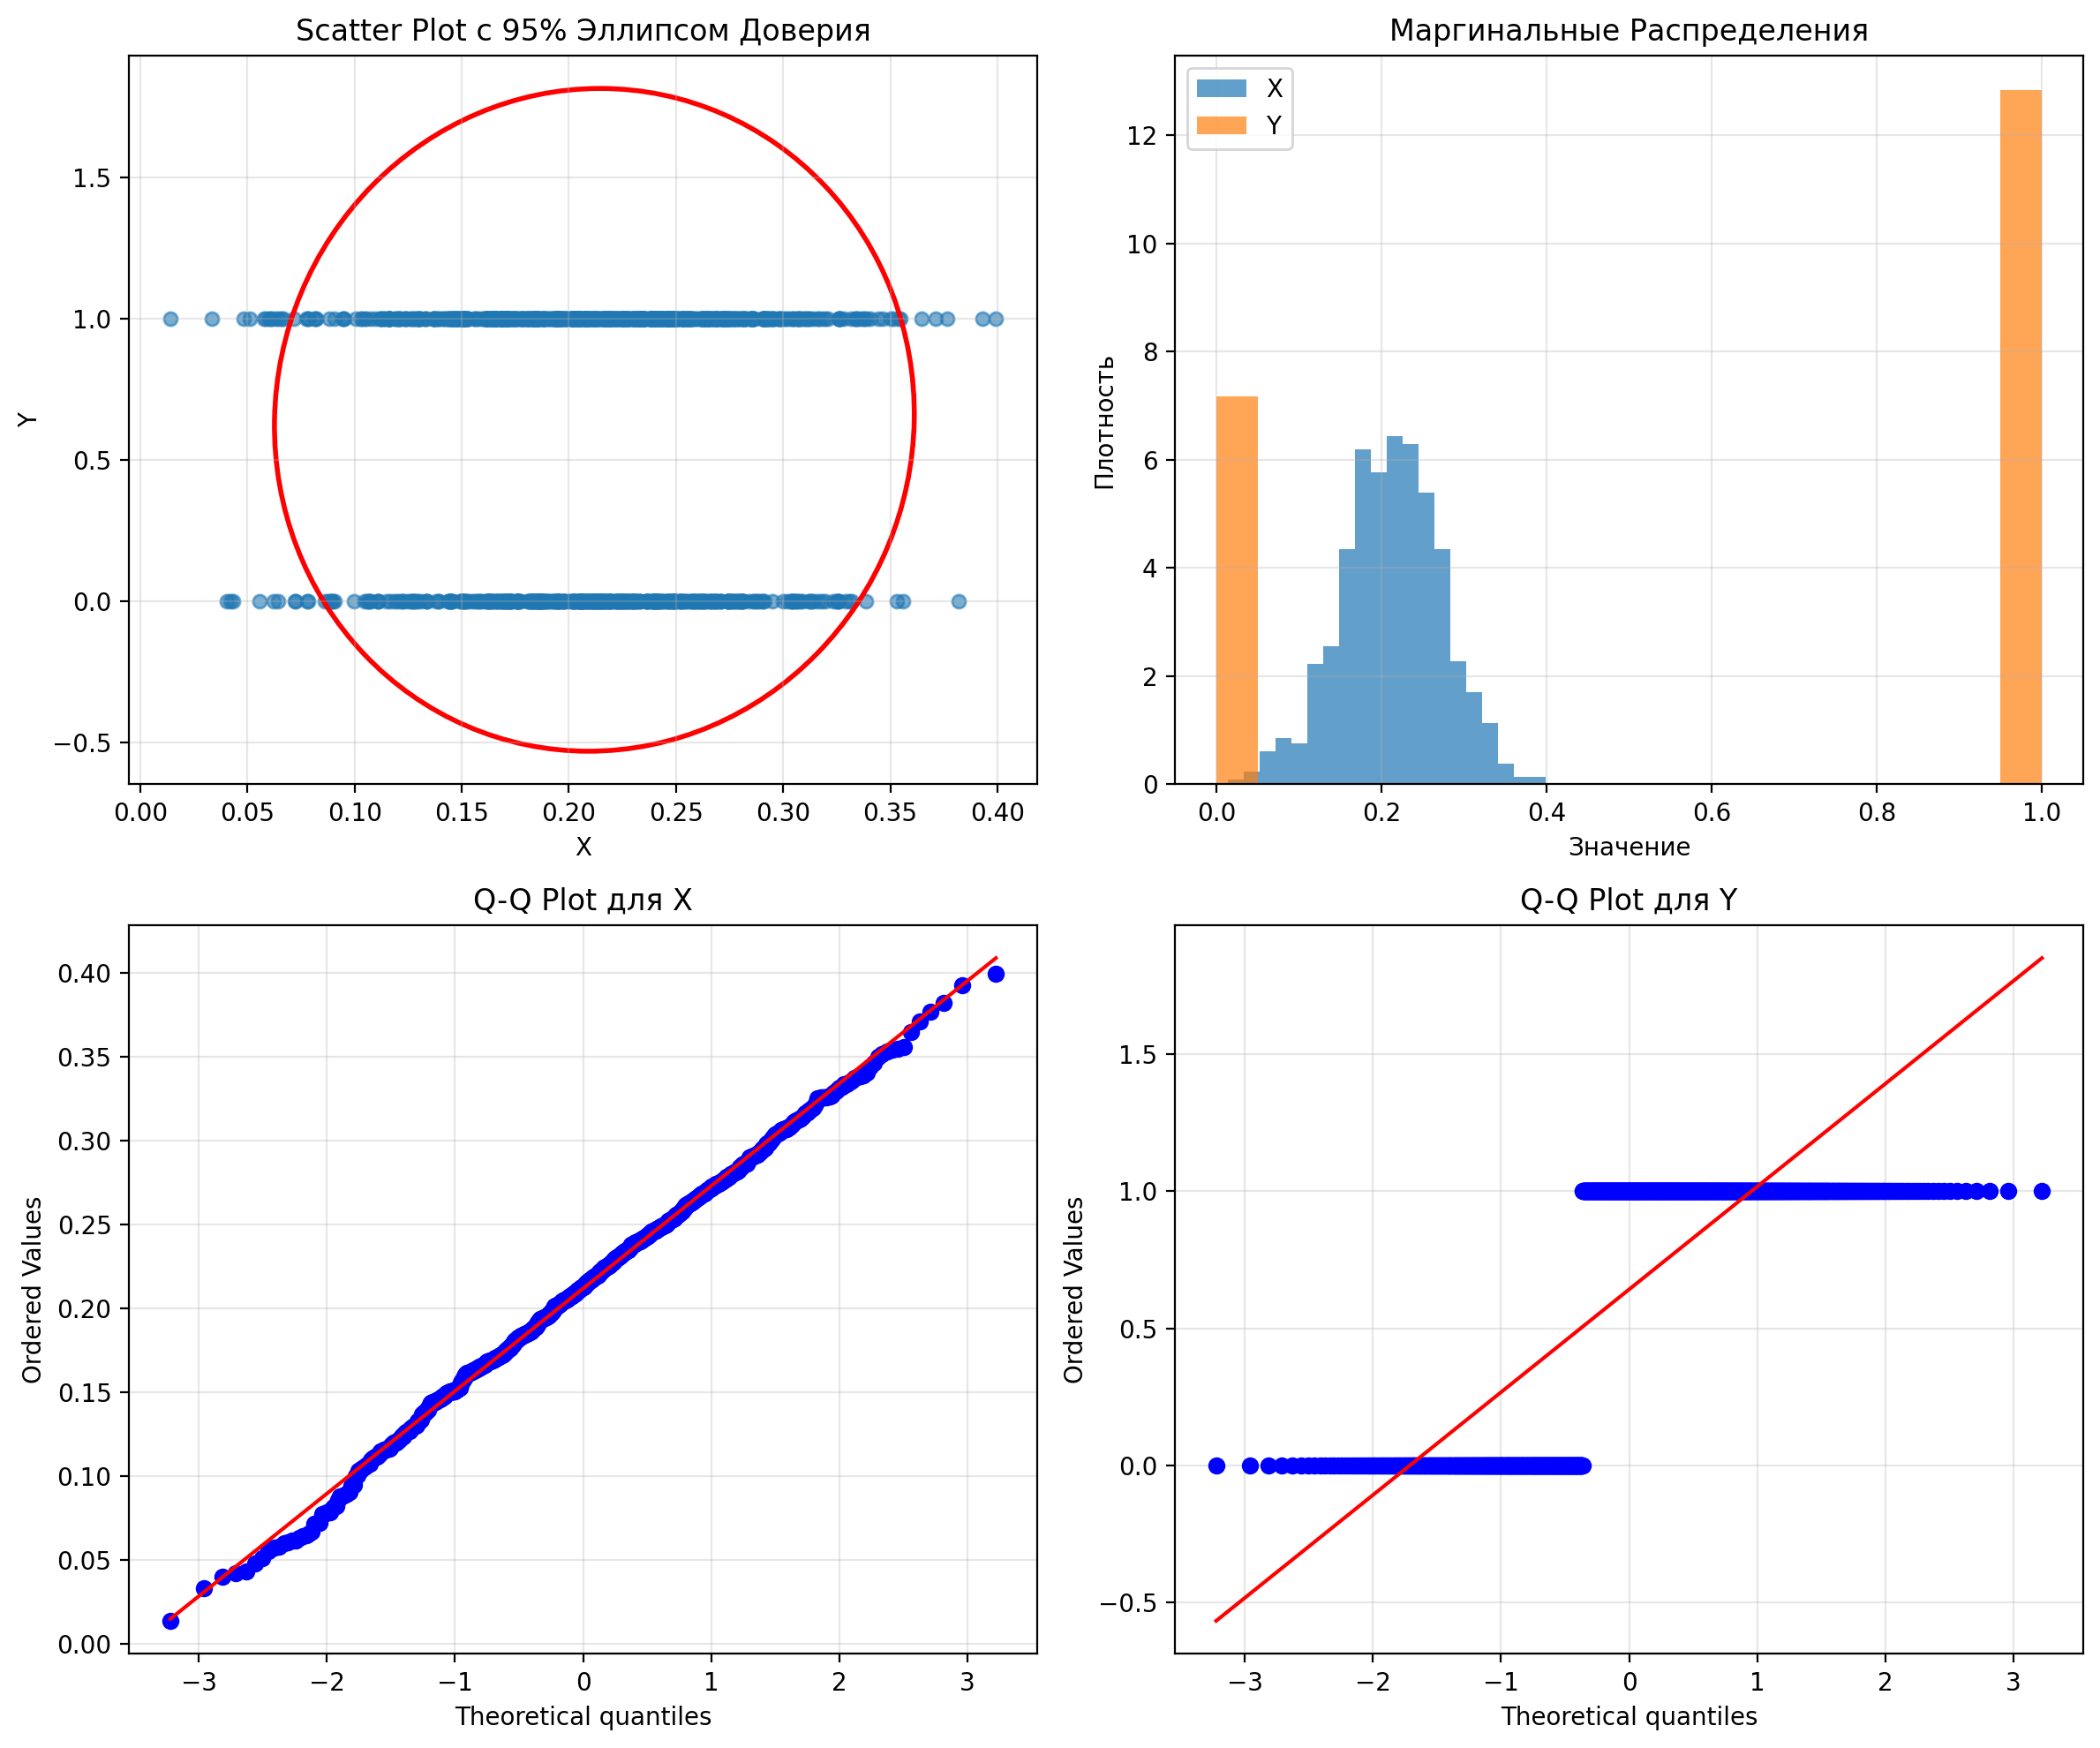 Scatter Plot с 95% Эллипсом Доверия
1.5
1.0
0.5
0.0
−0.5
Y
0.00 0.05 0.10 0.15 0.20 0.25 0.30 0.35 0.40
X
Маргинальные Распределения
X
Y
12
10
8
6
4
2
0
Плотность
0.0 0.2 0.4 0.6 0.8 1.0
Значение
Q-Q Plot для X
0.40
0.35
0.30
0.25
0.20
0.15
0.10
0.05
0.00
Ordered Values
−3 −2 −1 0 1 2 3
Theoretical quantiles
Q-Q Plot для Y
1.5
1.0
0.5
0.0
−0.5
Ordered Values
−3 −2 −1 0 1 2 3
Theoretical quantiles